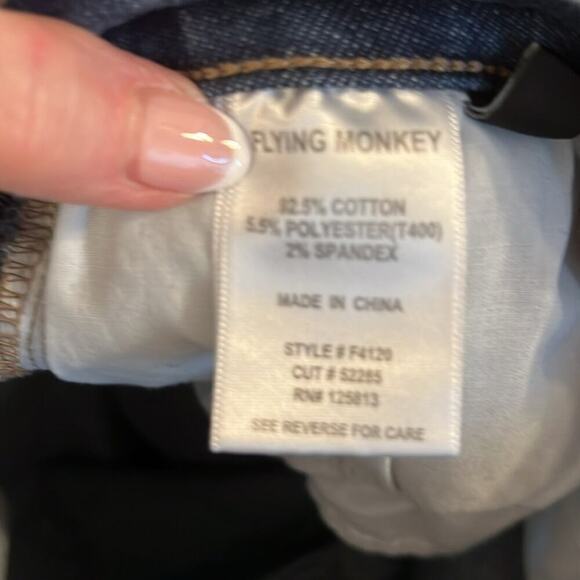 FLYING MONKEY
92.5% COTTON
5.5% POLYESTER(T400)
2% SPANDEX
MADE IN CHINA
STYLE # F4120
CUT # 52285
RN# 125813
SEE REVERSE FOR CARE